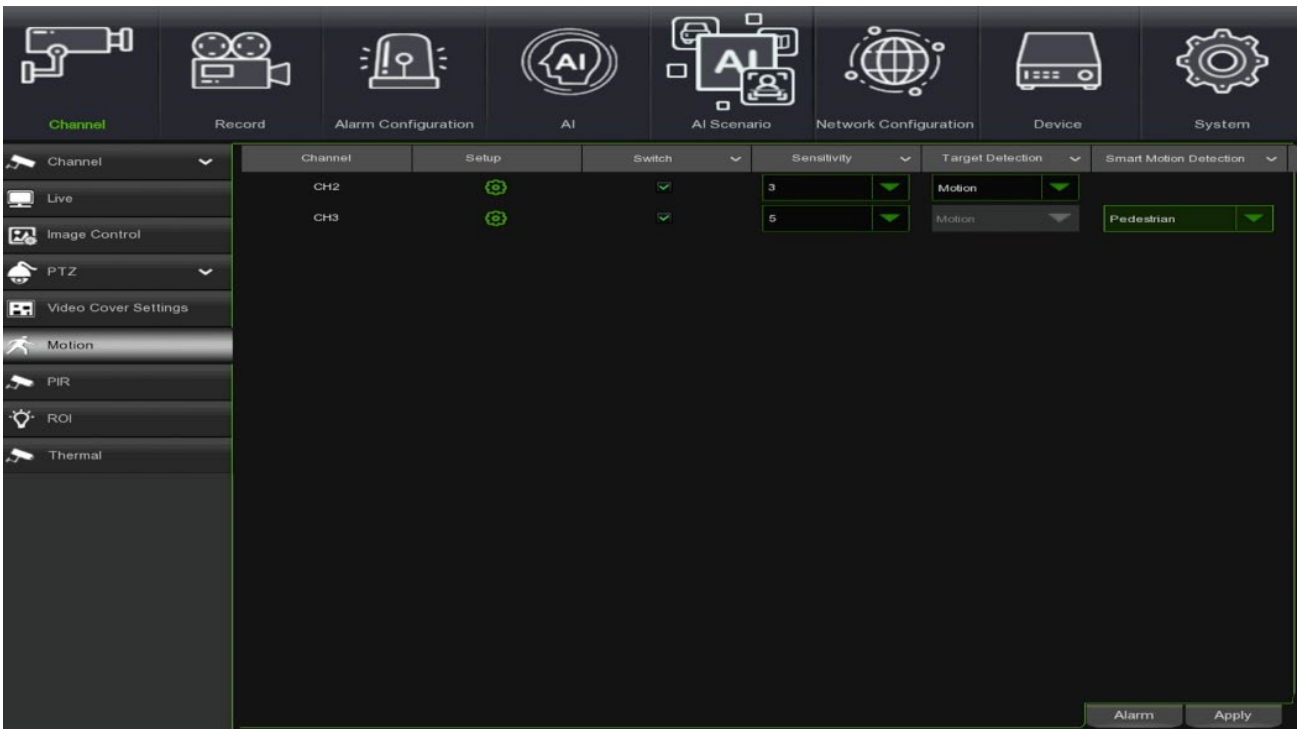 AI
AI
Channel Record Alarm Configuration AI AI Scenario Network Configuration Device System
Channel
Live
Image Control
PTZ
Video Cover Settings
Motion
PIR
ROI
Thermal
Channel Setup Switch Sensitivity Target Detection Smart Motion Detection
CH2 3 Motion
CH3 5 Motion Pedestrian
Alarm Apply